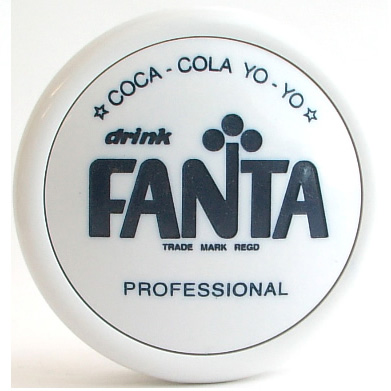 ☆ COCA - COLA YO - YO ☆
drink
FANTA
TRADE MARK REGD
PROFESSIONAL